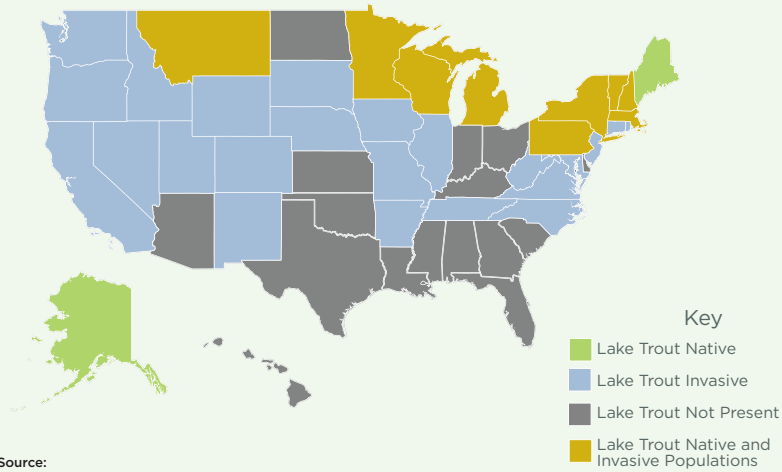 Key
Lake Trout Native
Lake Trout Invasive
Lake Trout Not Present
Lake Trout Native and
Invasive Populations
Source: